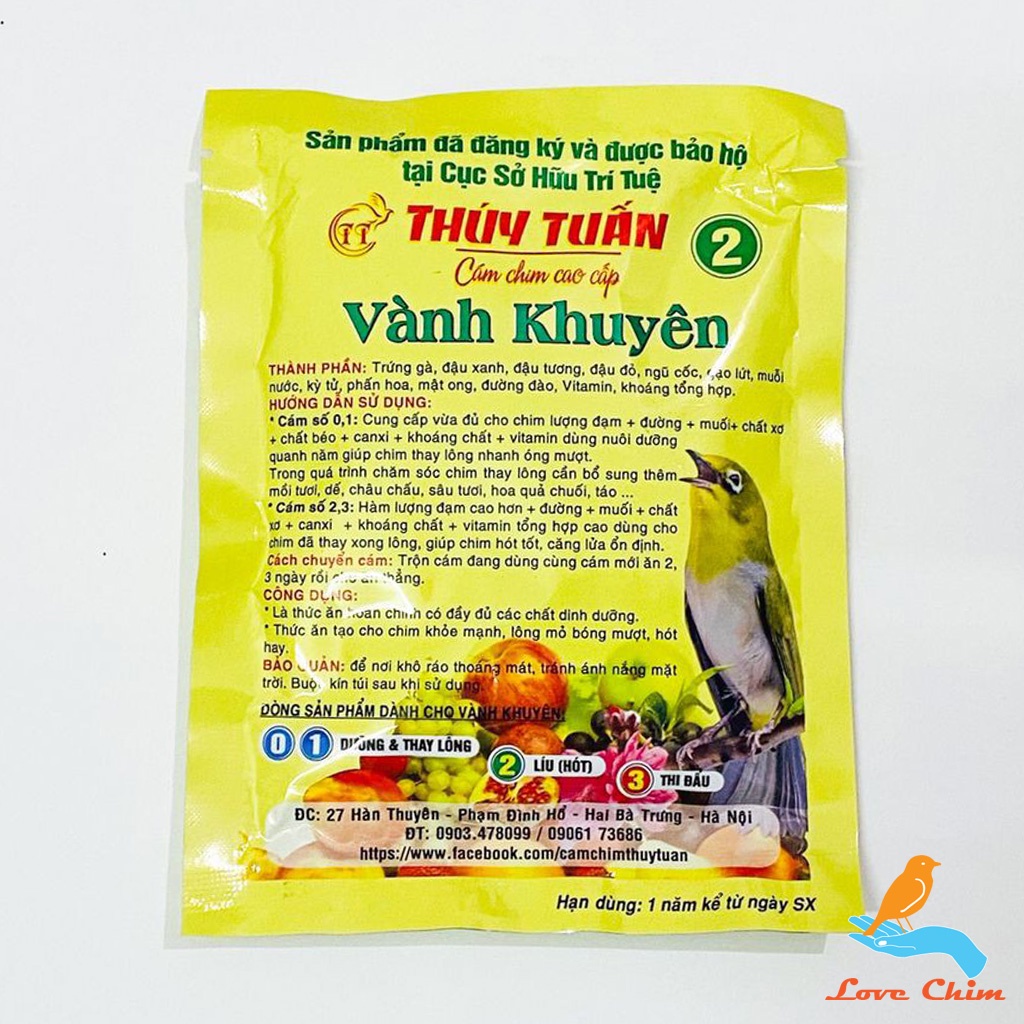 Sản phẩm đã đăng ký và được bảo hộ
tại Cục Sở Hữu Trí Tuệ
THÚY TUẤN
2
Cám chim cao cấp
Vành Khuyên
THÀNH PHẦN: Trứng gà, đậu xanh, đậu tương, đậu đỏ, ngũ cốc, gạo lứt, muỗi
nước, kỳ tử, phấn hoa, mật ong, đường đào, Vitamin, khoáng tổng hợp.
HƯỚNG DẪN SỬ DỤNG:
* Cám số 0,1: Cung cấp vừa đủ cho chim lượng đạm + đường + muối+ chất xơ
+ chất béo + canxi + khoáng chất + vitamin dùng nuôi dưỡng
quanh năm giúp chim thay lông nhanh óng mượt.
Trong quá trình chăm sóc chim thay lông cần bổ sung thêm
mồi tươi, dế, châu chấu, sâu tươi, hoa quả chuối, táo ...
* Cám số 2,3: Hàm lượng đạm cao hơn + đường + muối + chất
xơ + canxi + khoáng chất + vitamin tổng hợp cao dùng cho
chim đã thay xong lông, giúp chim hót tốt, căng lửa ổn định.
Cách chuyển cám: Trộn cám đang dùng cùng cám mới ăn 2,
3 ngày rồi cho ăn thẳng.
CÔNG DỤNG:
* Là thức ăn hoàn chỉnh có đầy đủ các chất dinh dưỡng.
* Thức ăn tạo cho chim khỏe mạnh, lông mỏ bóng mượt, hót
hay.
BẢO QUẢN: để nơi khô ráo thoáng mát, tránh ánh nắng mặt
trời. Buộc kín túi sau khi sử dụng.
DÒNG SẢN PHẨM DÀNH CHO VÀNH KHUYÊN:
0 1 DƯỠNG & THAY LÔNG
2 LÍU (HÓT)
3 THI ĐẤU
ĐC: 27 Hàn Thuyên - Phạm Đình Hổ - Hai Bà Trưng - Hà Nội
ĐT: 0903.478099 / 09061 73686
https://www.facebook.com/camchimthuytuan
Hạn dùng: 1 năm kể từ ngày SX
Love Chim